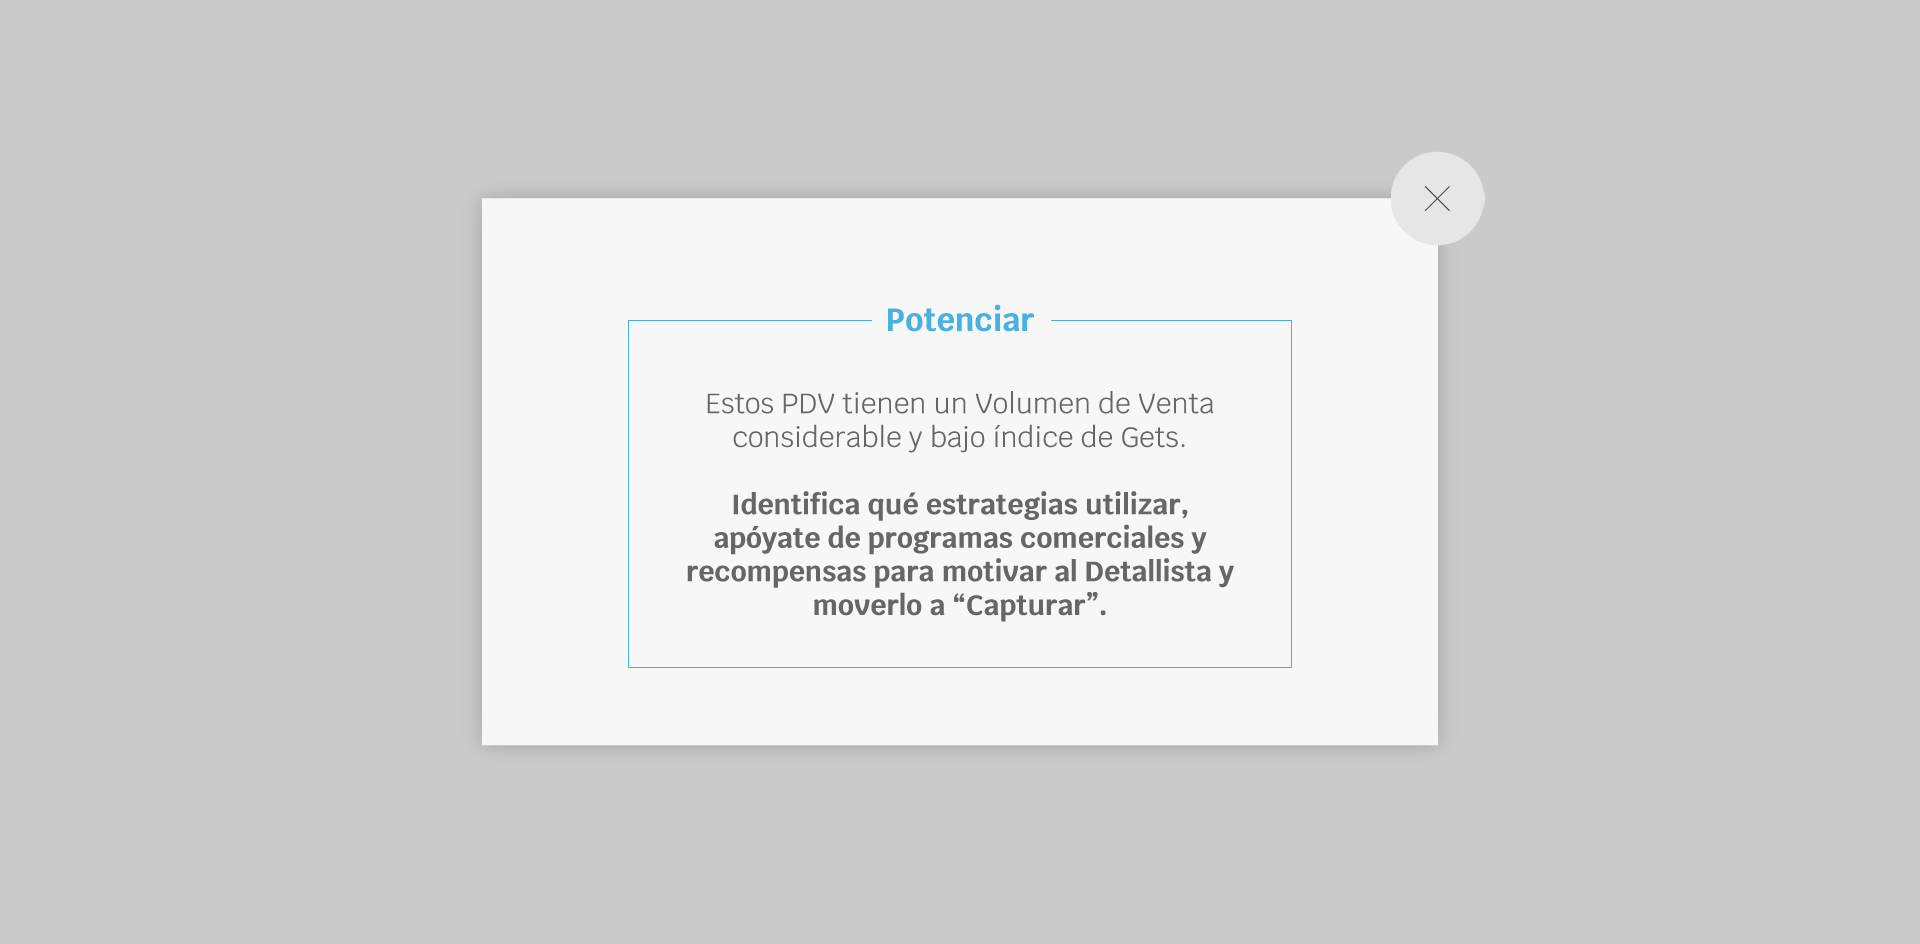 Potenciar
Estos PDV tienen un Volumen de Venta
considerable y bajo índice de Gets.
Identifica qué estrategias utilizar,
apóyate de programas comerciales y
recompensas para motivar al Detallista y
moverlo a “Capturar”.